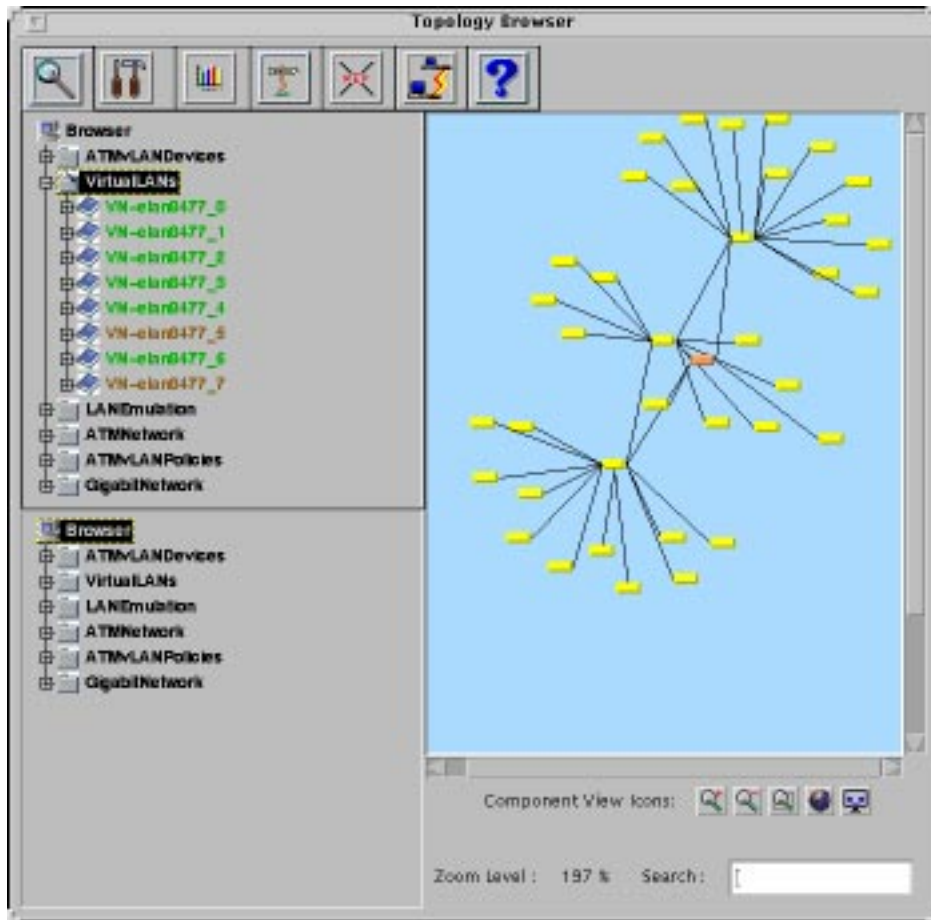 Topology Browser
Browser
ATMvLANDevices
VirtualLANs
VN-elan0477_0
VN-elan0477_1
VN-elan0477_2
VN-elan0477_3
VN-elan0477_4
VN-elan0477_5
VN-elan0477_6
VN-elan0477_7
LANEmulation
ATMNetwork
ATMvLANPolicies
GigabitNetwork
Browser
ATMvLANDevices
VirtualLANs
LANEmulation
ATMNetwork
ATMvLANPolicies
GigabitNetwork
Component View Icons:
Zoom Level : 197 % Search :